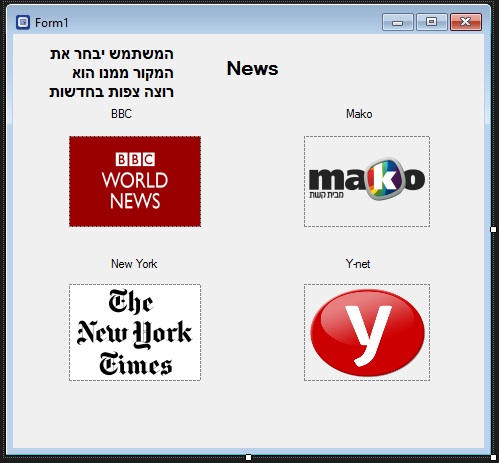 Form1
המשתמש יבחר את
המקור ממנו הוא
רוצה צפות בחדשות
News
BBC
Mako
BBC
WORLD
NEWS
mako
מבית קשת
New York
Y-net
The
New York
Times
y